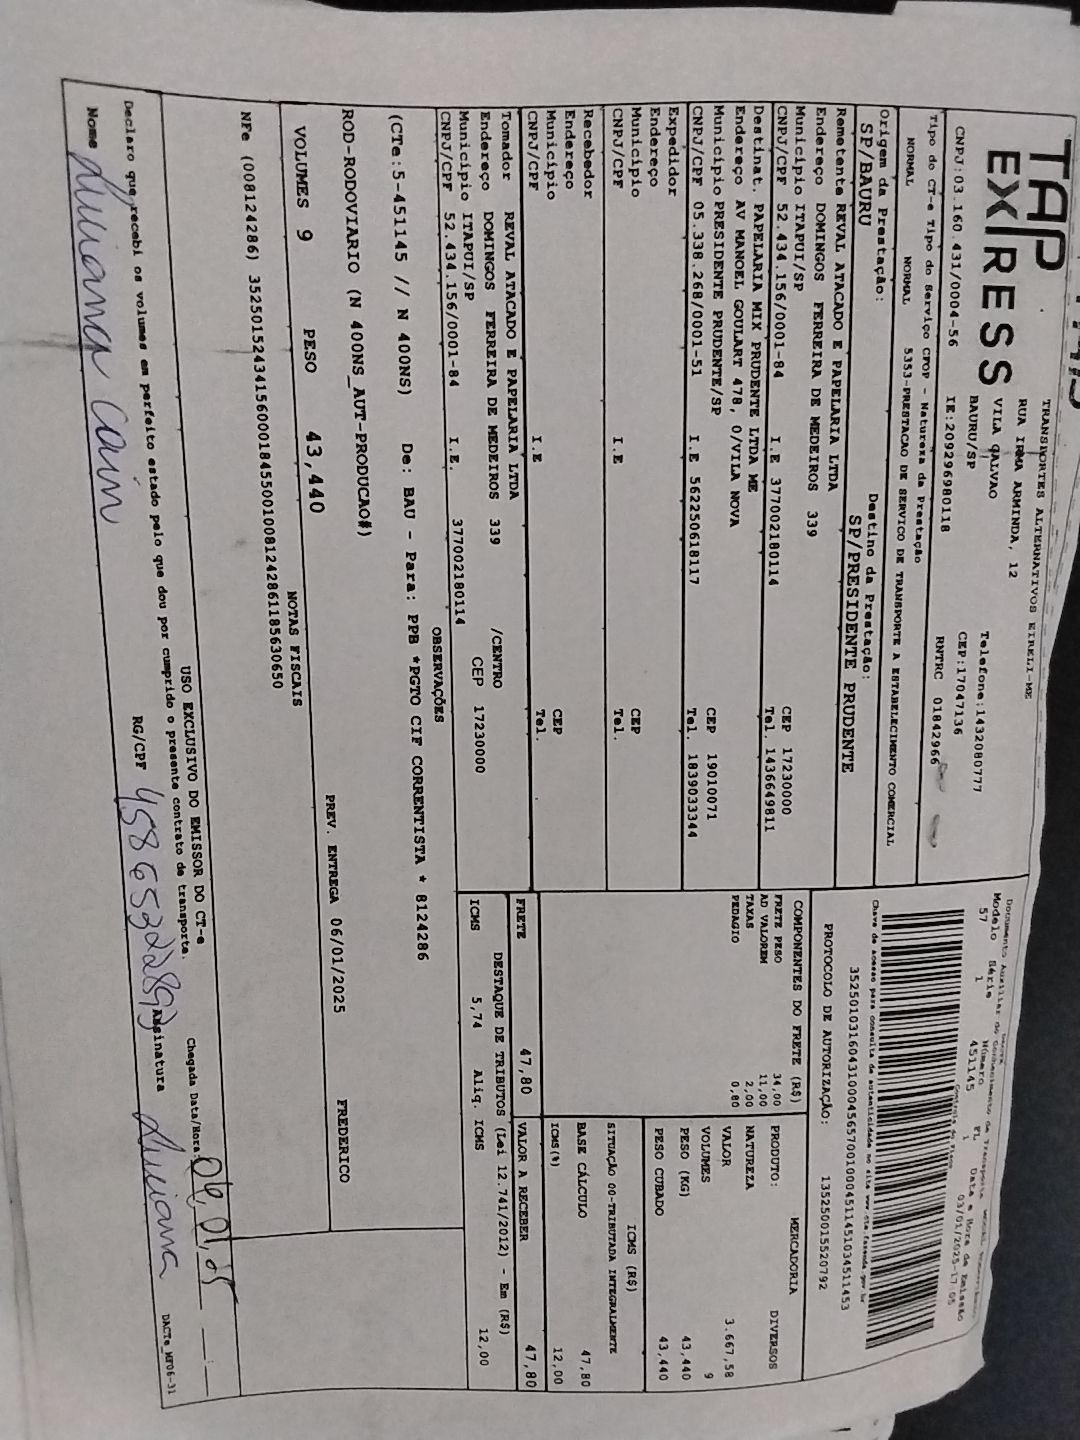 TAP
EXPRESS
TRANSPORTES ALTERNATIVOS EIRELI-ME
RUA IRMA ARMINDA, 12
VILA GALVAO
BAURU/SP
Telefone:1432080777
CEP:17047136
CNPJ:03.160.431/0004-56 IE:209296980118
RNTRC 01842966
Tipo do CT-e Tipo do Serviço CFOP - Natureza da Prestação
NORMAL NORMAL 5353-PRESTACAO DE SERVICO DE TRANSPORTE A ESTABELECIMENTO COMERCIAL
Origem da Prestação: Destino da Prestação:
SP/BAURU SP/PRESIDENTE PRUDENTE
Modelo Série Número FL Data e Hora de Emissão
57 1 451145 1 03/01/2025-17:05
Chave de acesso para consulta de autenticidade no site www.cte.fazenda.gov.br
35250103160431000456570010004511451034511453
PROTOCOLO DE AUTORIZAÇÃO: 135250015520792
Remetente REVAL ATACADO E PAPELARIA LTDA
Endereço DOMINGOS FERREIRA DE MEDEIROS 339
Município ITAPUI/SP CEP 17230000
CNPJ/CPF 52.434.156/0001-84 I.E 377002180114 Tel. 1436649811
Destinat. PAPELARIA MIX PRUDENTE LTDA ME
Endereço AV MANOEL GOULART 478, 0/VILA NOVA
Município PRESIDENTE PRUDENTE/SP CEP 19010071
CNPJ/CPF 05.338.268/0001-51 I.E 562250618117 Tel. 1839033344
Expedidor
Endereço
Município CEP
CNPJ/CPF I.E Tel.
Recebedor
Endereço
Município CEP
CNPJ/CPF I.E Tel.
Tomador REVAL ATACADO E PAPELARIA LTDA
Endereço DOMINGOS FERREIRA DE MEDEIROS 339 /CENTRO
Município ITAPUI/SP CEP 17230000
CNPJ/CPF 52.434.156/0001-84 I.E. 377002180114
COMPONENTES DO FRETE (R$)
FRETE PESO 34,00
AD VALOREM 11,00
TAXAS 2,00
PEDAGIO 0,80
MERCADORIA
PRODUTO: DIVERSOS
NATUREZA
VALOR 3.667,58
VOLUMES 9
PESO (KG) 43,440
PESO CUBADO 43,440
ICMS (R$)
SITUAÇÃO 00-TRIBUTADA INTEGRALMENTE
BASE CÁLCULO 47,80
ICMS(%) 12,00
FRETE 47,80 VALOR A RECEBER 47,80
DESTAQUE DE TRIBUTOS (Lei 12.741/2012) - Em (R$)
ICMS 5,74 Aliq. ICMS 12,00
OBSERVAÇÕES
(CTe:5-451145 // N 400NS) De: BAU - Para: PPB *PGTO CIF CORRENTISTA * 8124286
ROD-RODOVIARIO (N 400NS_AUT-PRODUCAO#)
PREV. ENTREGA 06/01/2025 FREDERICO
VOLUMES 9 PESO 43,440
NOTAS FISCAIS
NFe (008124286) 35250152434156000184550010081242861185630650
USO EXCLUSIVO DO EMISSOR DO CT-e
Chegada Data/Hora: 06,01,25
Declaro que recebi os volumes em perfeito estado pelo que dou por cumprido o presente contrato de transporte.
Nome Luciana RG/CPF 45865322893 Assinatura Luciana
DACTe_MF06-31